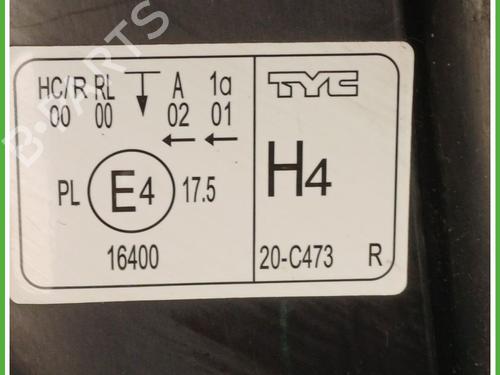 HC/R RL A 1a
00 00 02 01
PL E4 17.5
16400
TYC
H4
20-C473 R
B-PARTS